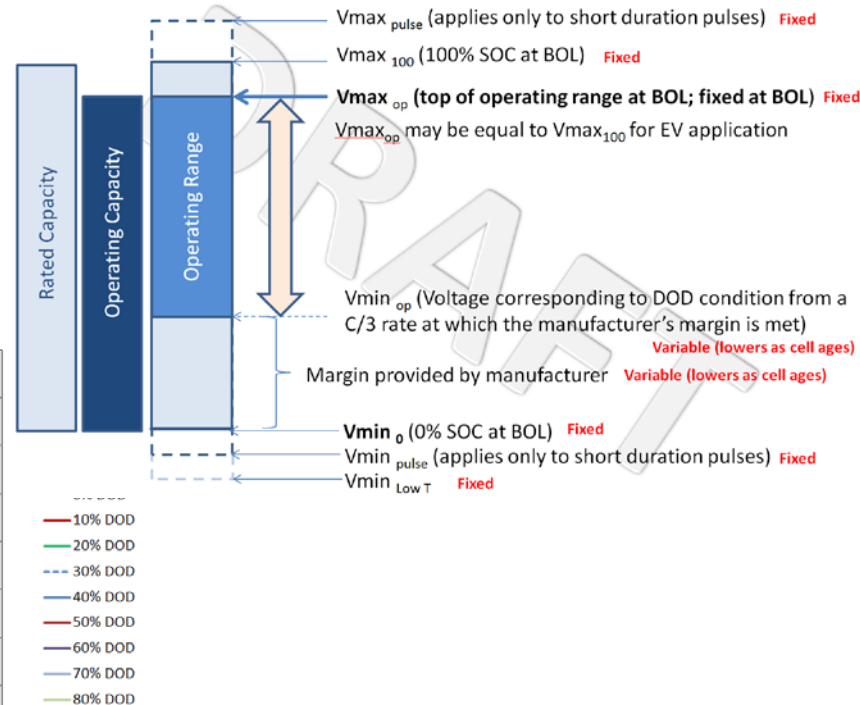 Vmax pulse (applies only to short duration pulses) Fixed
Vmax 100 (100% SOC at BOL) Fixed
Vmax op (top of operating range at BOL; fixed at BOL) Fixed
Vmaxop may be equal to Vmax100 for EV application
Rated Capacity
Operating Capacity
Operating Range
Vmin op (Voltage corresponding to DOD condition from a
C/3 rate at which the manufacturer's margin is met)
Variable (lowers as cell ages)
Margin provided by manufacturer Variable (lowers as cell ages)
Vmin 0 (0% SOC at BOL) Fixed
Vmin pulse (applies only to short duration pulses) Fixed
Vmin Low T Fixed
DRAFT
10% DOD
20% DOD
30% DOD
40% DOD
50% DOD
60% DOD
70% DOD
80% DOD